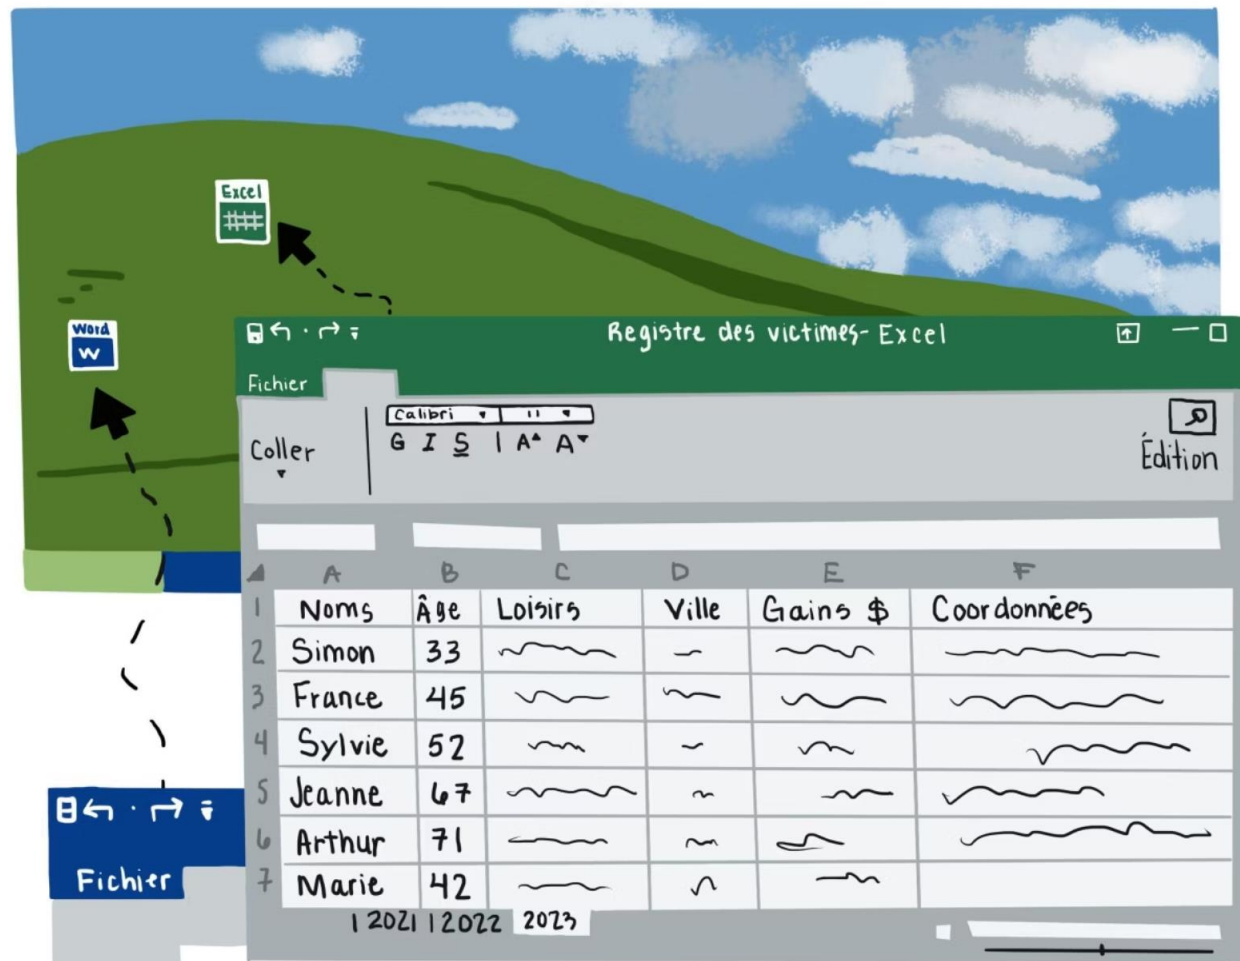 Excel
Word
W
Registre des victimes - Excel
Fichier
Calibri 11
G I S | A A
Coller
Édition
A B C D E F
1 Noms Âge Loisirs Ville Gains $ Coordonnées
2 Simon 33
3 France 45
4 Sylvie 52
5 Jeanne 67
6 Arthur 71
7 Marie 42
| 2021 | 2022 2023
Fichier